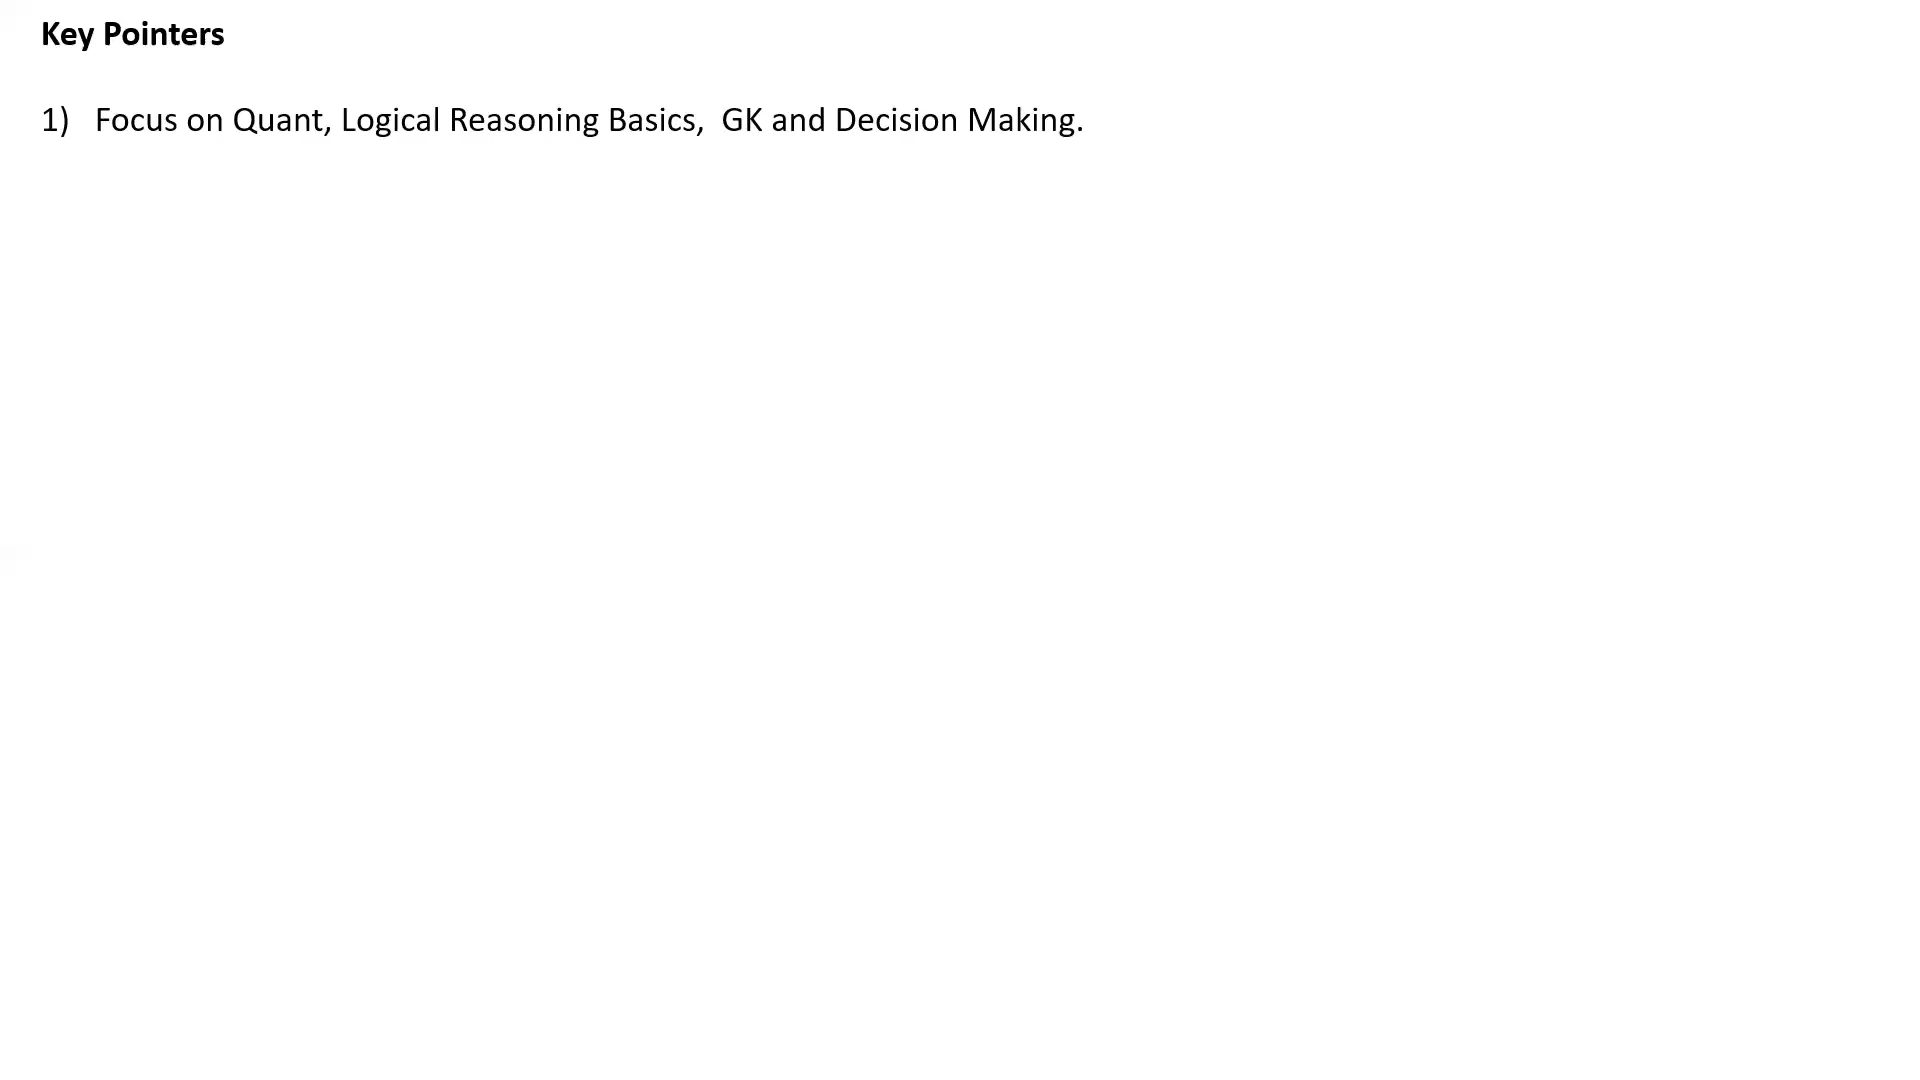 Key Pointers
1) Focus on Quant, Logical Reasoning Basics,  GK and Decision Making.